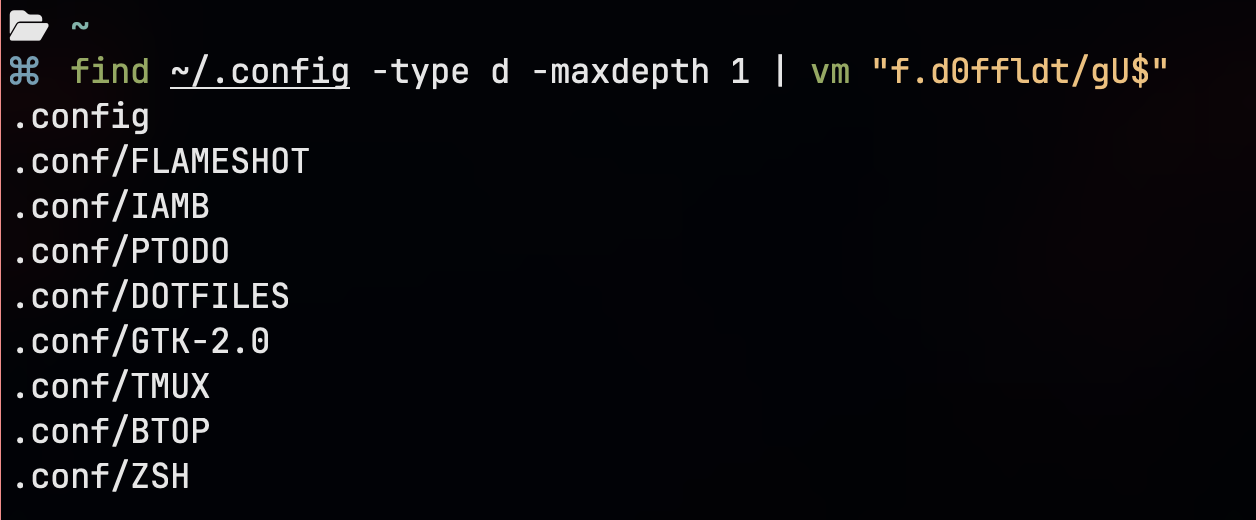 ~
⌘ find ~/.config -type d -maxdepth 1 | vm "f.d0ffldt/gU$"
.config
.conf/FLAMESHOT
.conf/IAMB
.conf/PTODO
.conf/DOTFILES
.conf/GTK-2.0
.conf/TMUX
.conf/BTOP
.conf/ZSH